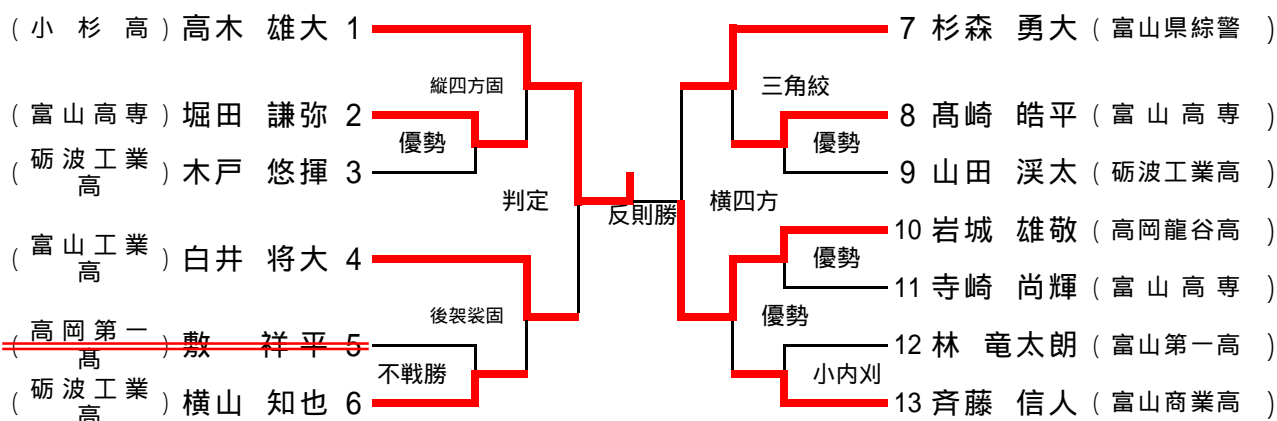 (小杉高) 高木 雄大 1
縦四方固
(富山高専) 堀田 謙弥 2
優勢
(砺波工業高) 木戸 悠揮 3
判定
(富山工業高) 白井 将大 4
後袈裟固
(高岡第一高) 敷 祥平 5
不戦勝
(砺波工業高) 横山 知也 6
反則勝
7 杉森 勇大 (富山県綜警)
三角絞
8 髙崎 皓平 (富山高専)
優勢
9 山田 渓太 (砺波工業高)
横四方
10 岩城 雄敬 (高岡龍谷高)
優勢
11 寺崎 尚輝 (富山高専)
優勢
12 林 竜太朗 (富山第一高)
小内刈
13 斉藤 信人 (富山商業高)